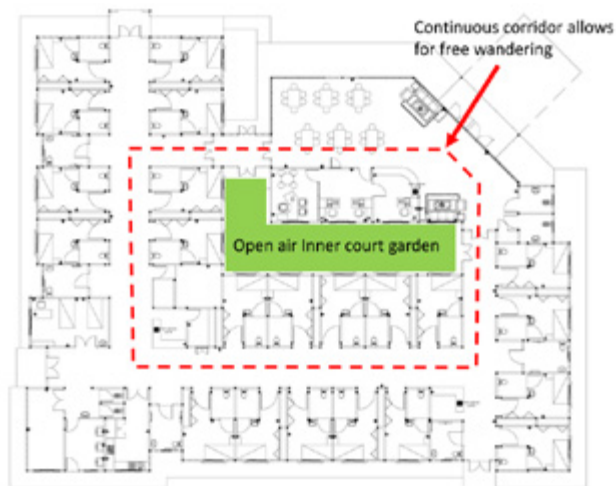 Continuous corridor allows
for free wandering
Open air Inner court garden